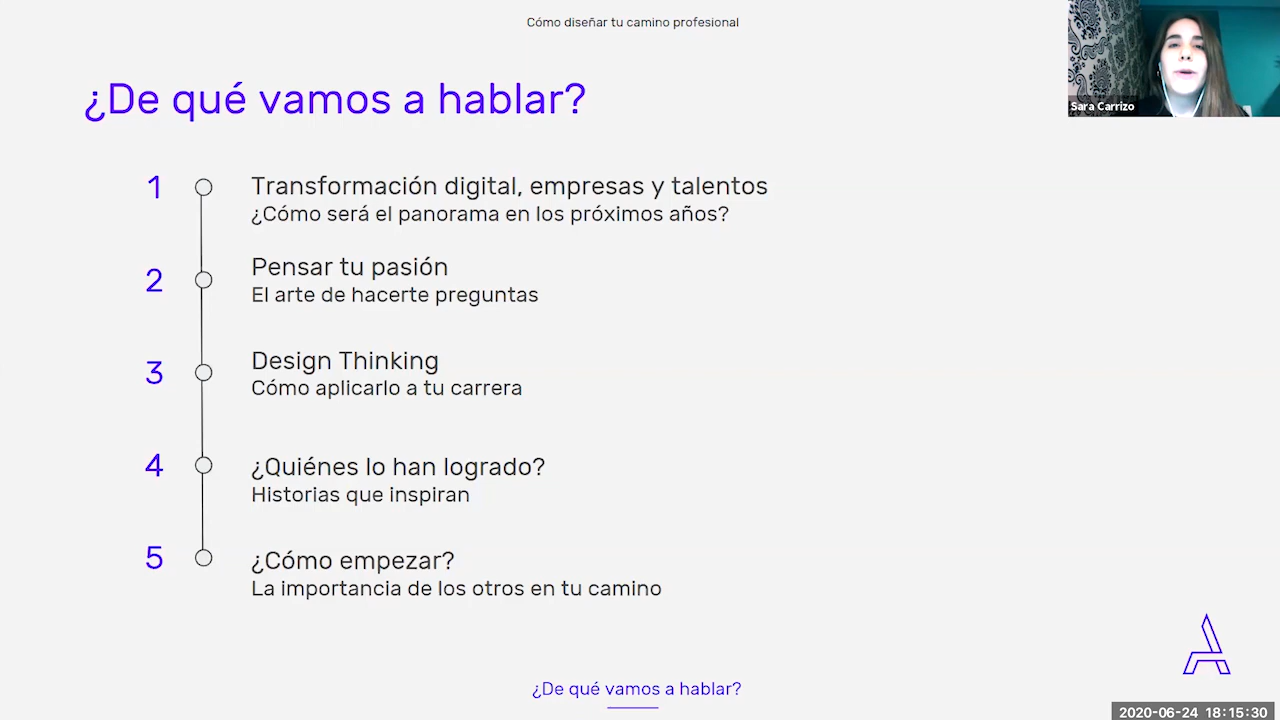 Cómo diseñar tu camino profesional
¿De qué vamos a hablar?
Sara Carrizo
1
Transformación digital, empresas y talentos
¿Cómo será el panorama en los próximos años?
2
Pensar tu pasión
El arte de hacerte preguntas
3
Design Thinking
Cómo aplicarlo a tu carrera
4
¿Quiénes lo han logrado?
Historias que inspiran
5
¿Cómo empezar?
La importancia de los otros en tu camino
¿De qué vamos a hablar?
2020-06-24 18:15:30